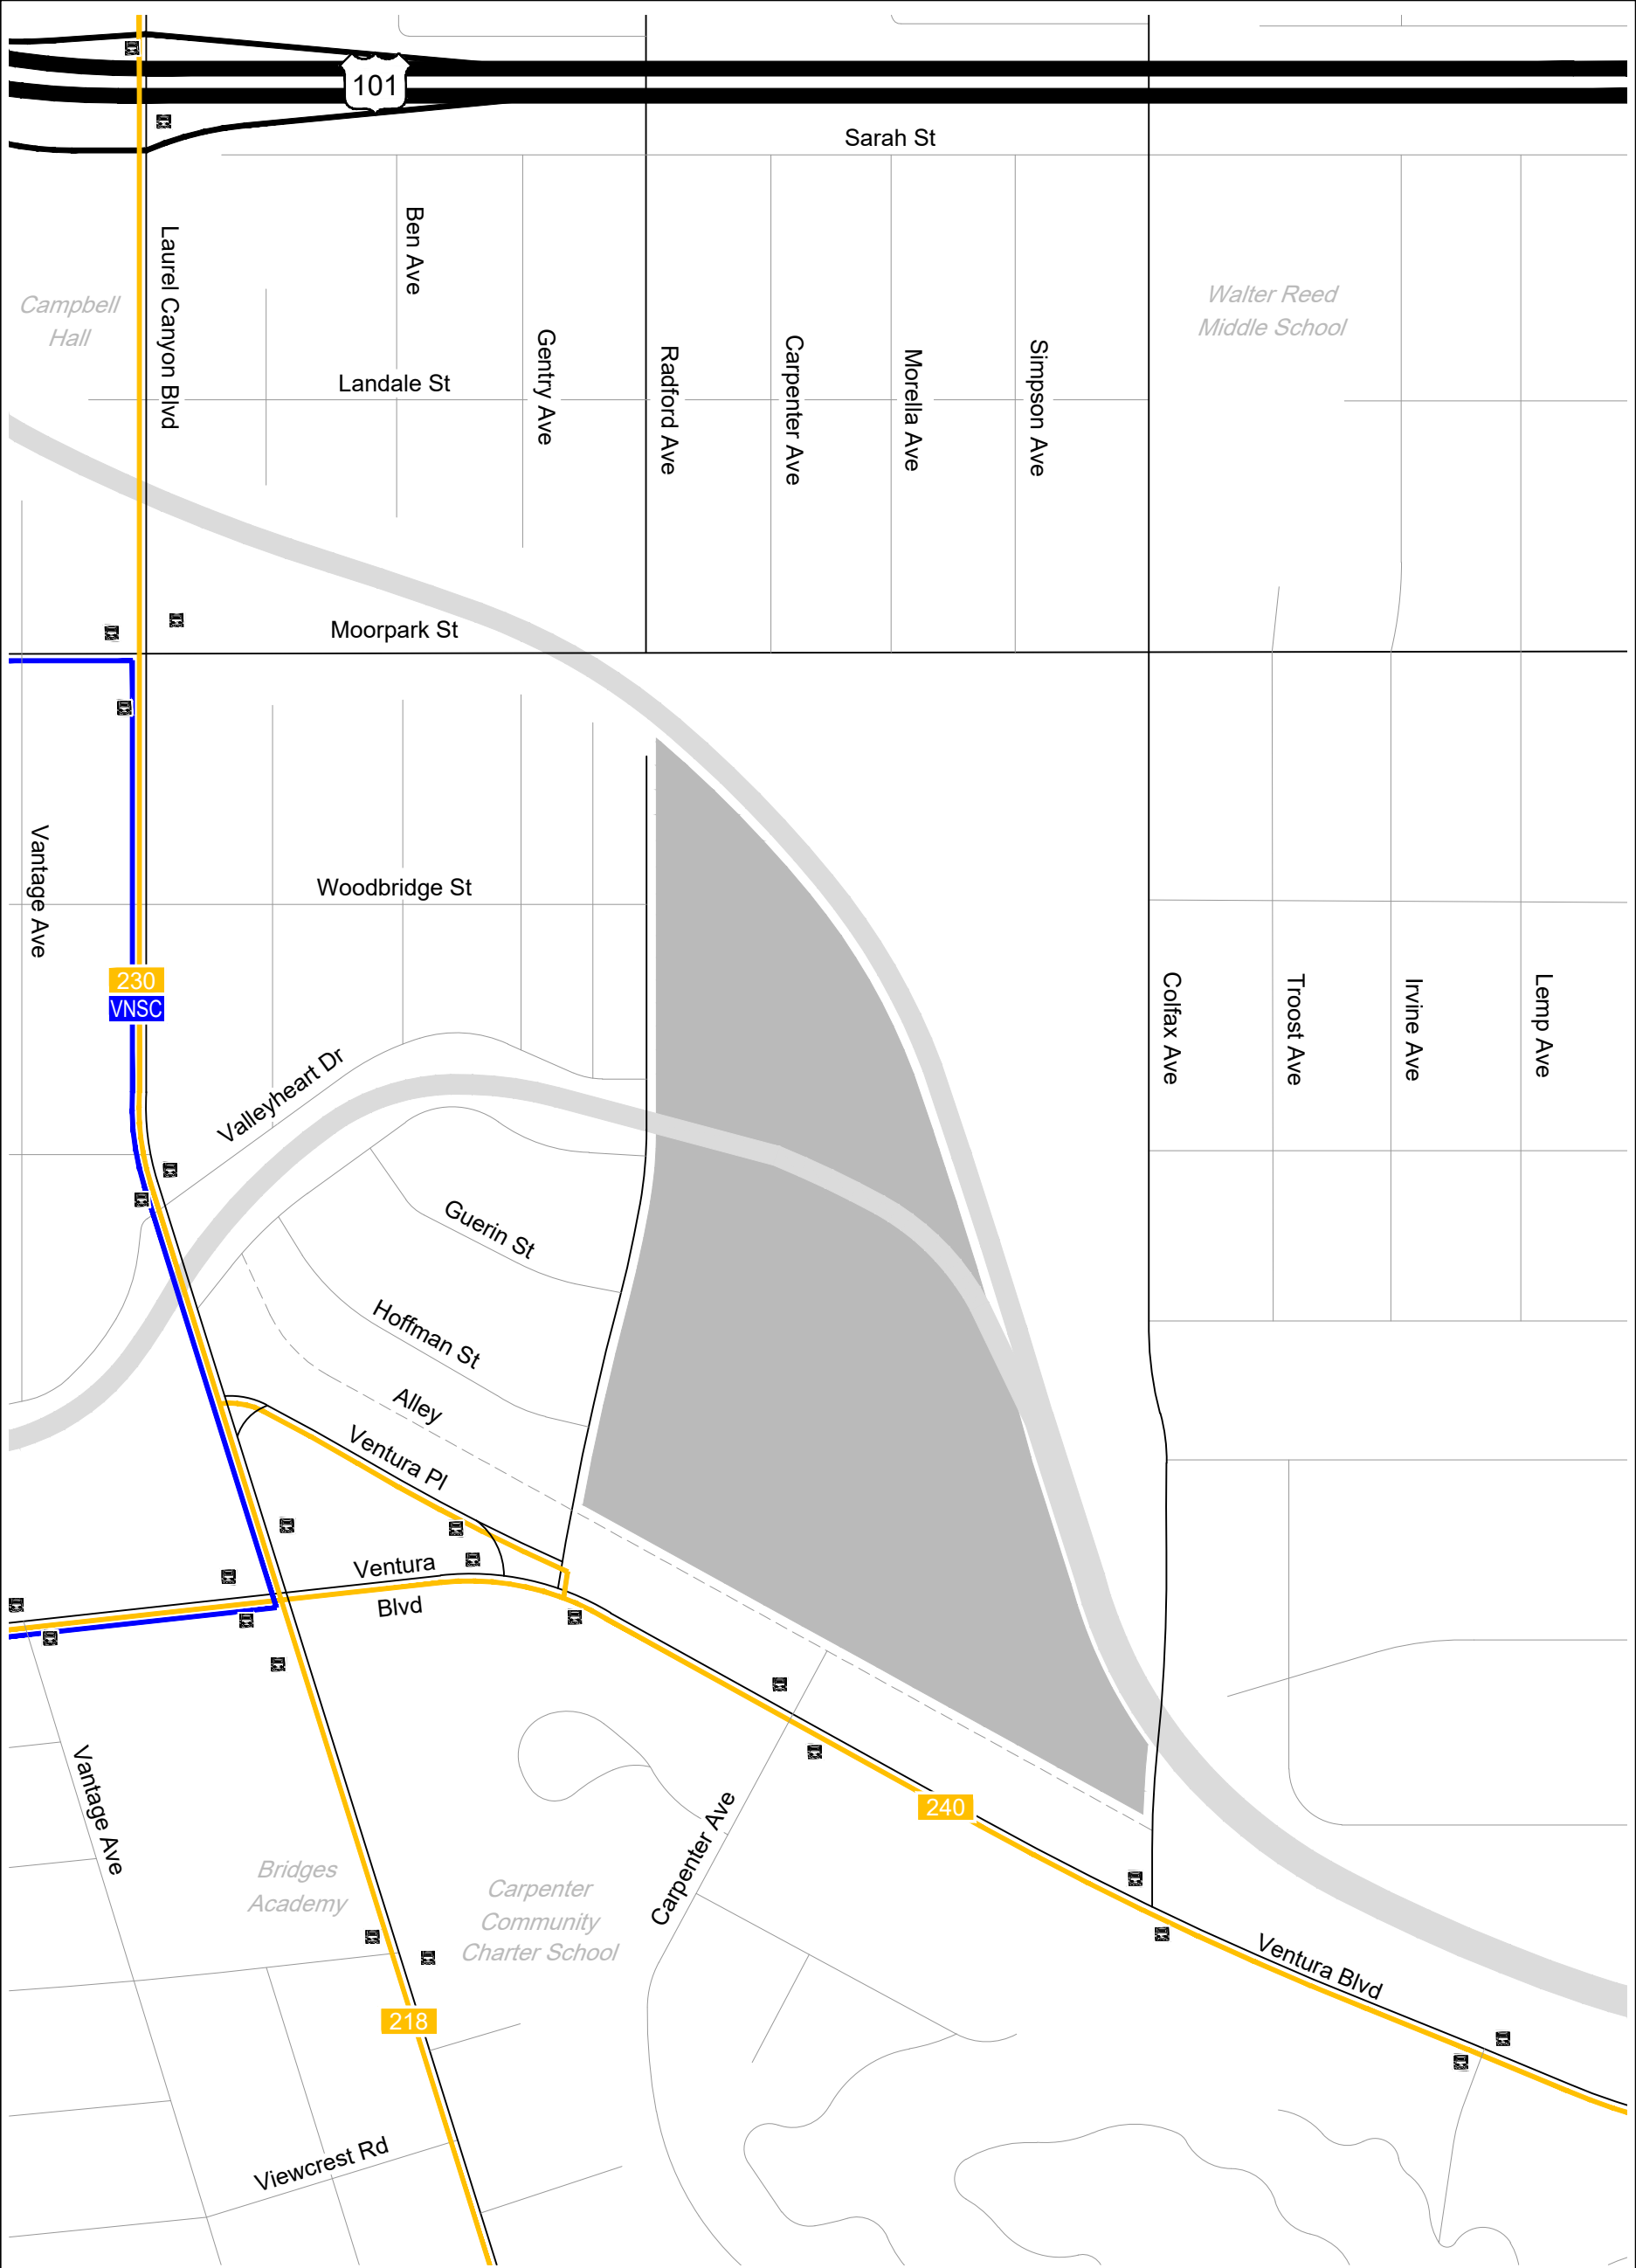 101
Sarah St
Laurel Canyon Blvd
Ben Ave
Campbell
Hall
Walter Reed
Middle School
Gentry Ave
Radford Ave
Carpenter Ave
Morella Ave
Simpson Ave
Landale St
Moorpark St
Vantage Ave
Woodbridge St
230
VNSC
Colfax Ave
Troost Ave
Irvine Ave
Lemp Ave
Valleyheart Dr
Guerin St
Hoffman St
Alley
Ventura Pl
Ventura
Blvd
Vantage Ave
240
Carpenter Ave
Bridges
Academy
Carpenter
Community
Charter School
Ventura Blvd
218
Viewcrest Rd